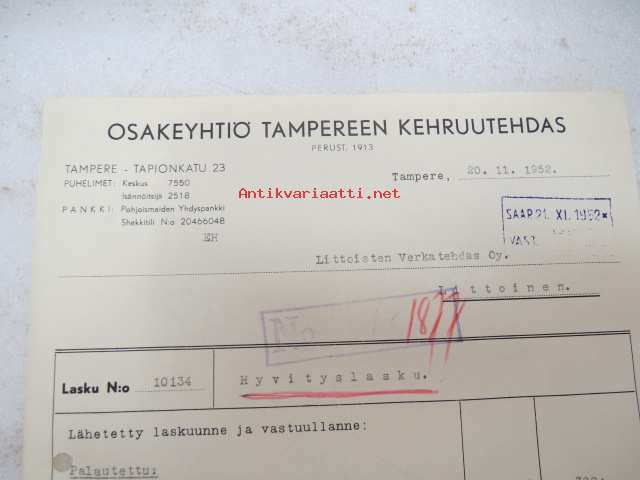 OSAKEYHTIÖ TAMPEREEN KEHRUUTEHDAS
PERUST. 1913
TAMPERE - TAPIONKATU 23
PUHELIMET: Keskus 7550
Isännöitsijä 2518
PANKKI: Pohjoismaiden Yhdyspankki
Shekkitili N:o 20466048
EH
Tampere, 20. 11. 1952.
Antikvariaatti.net
SAAP. 21. XI. 1952 *
VAST.
Littoisten Verkatehdas Oy.
Littoinen.
No 1877
Lasku N:o 10134
Hyvityslasku.
Lähetetty laskuunne ja vastuullanne:
Palautettu: